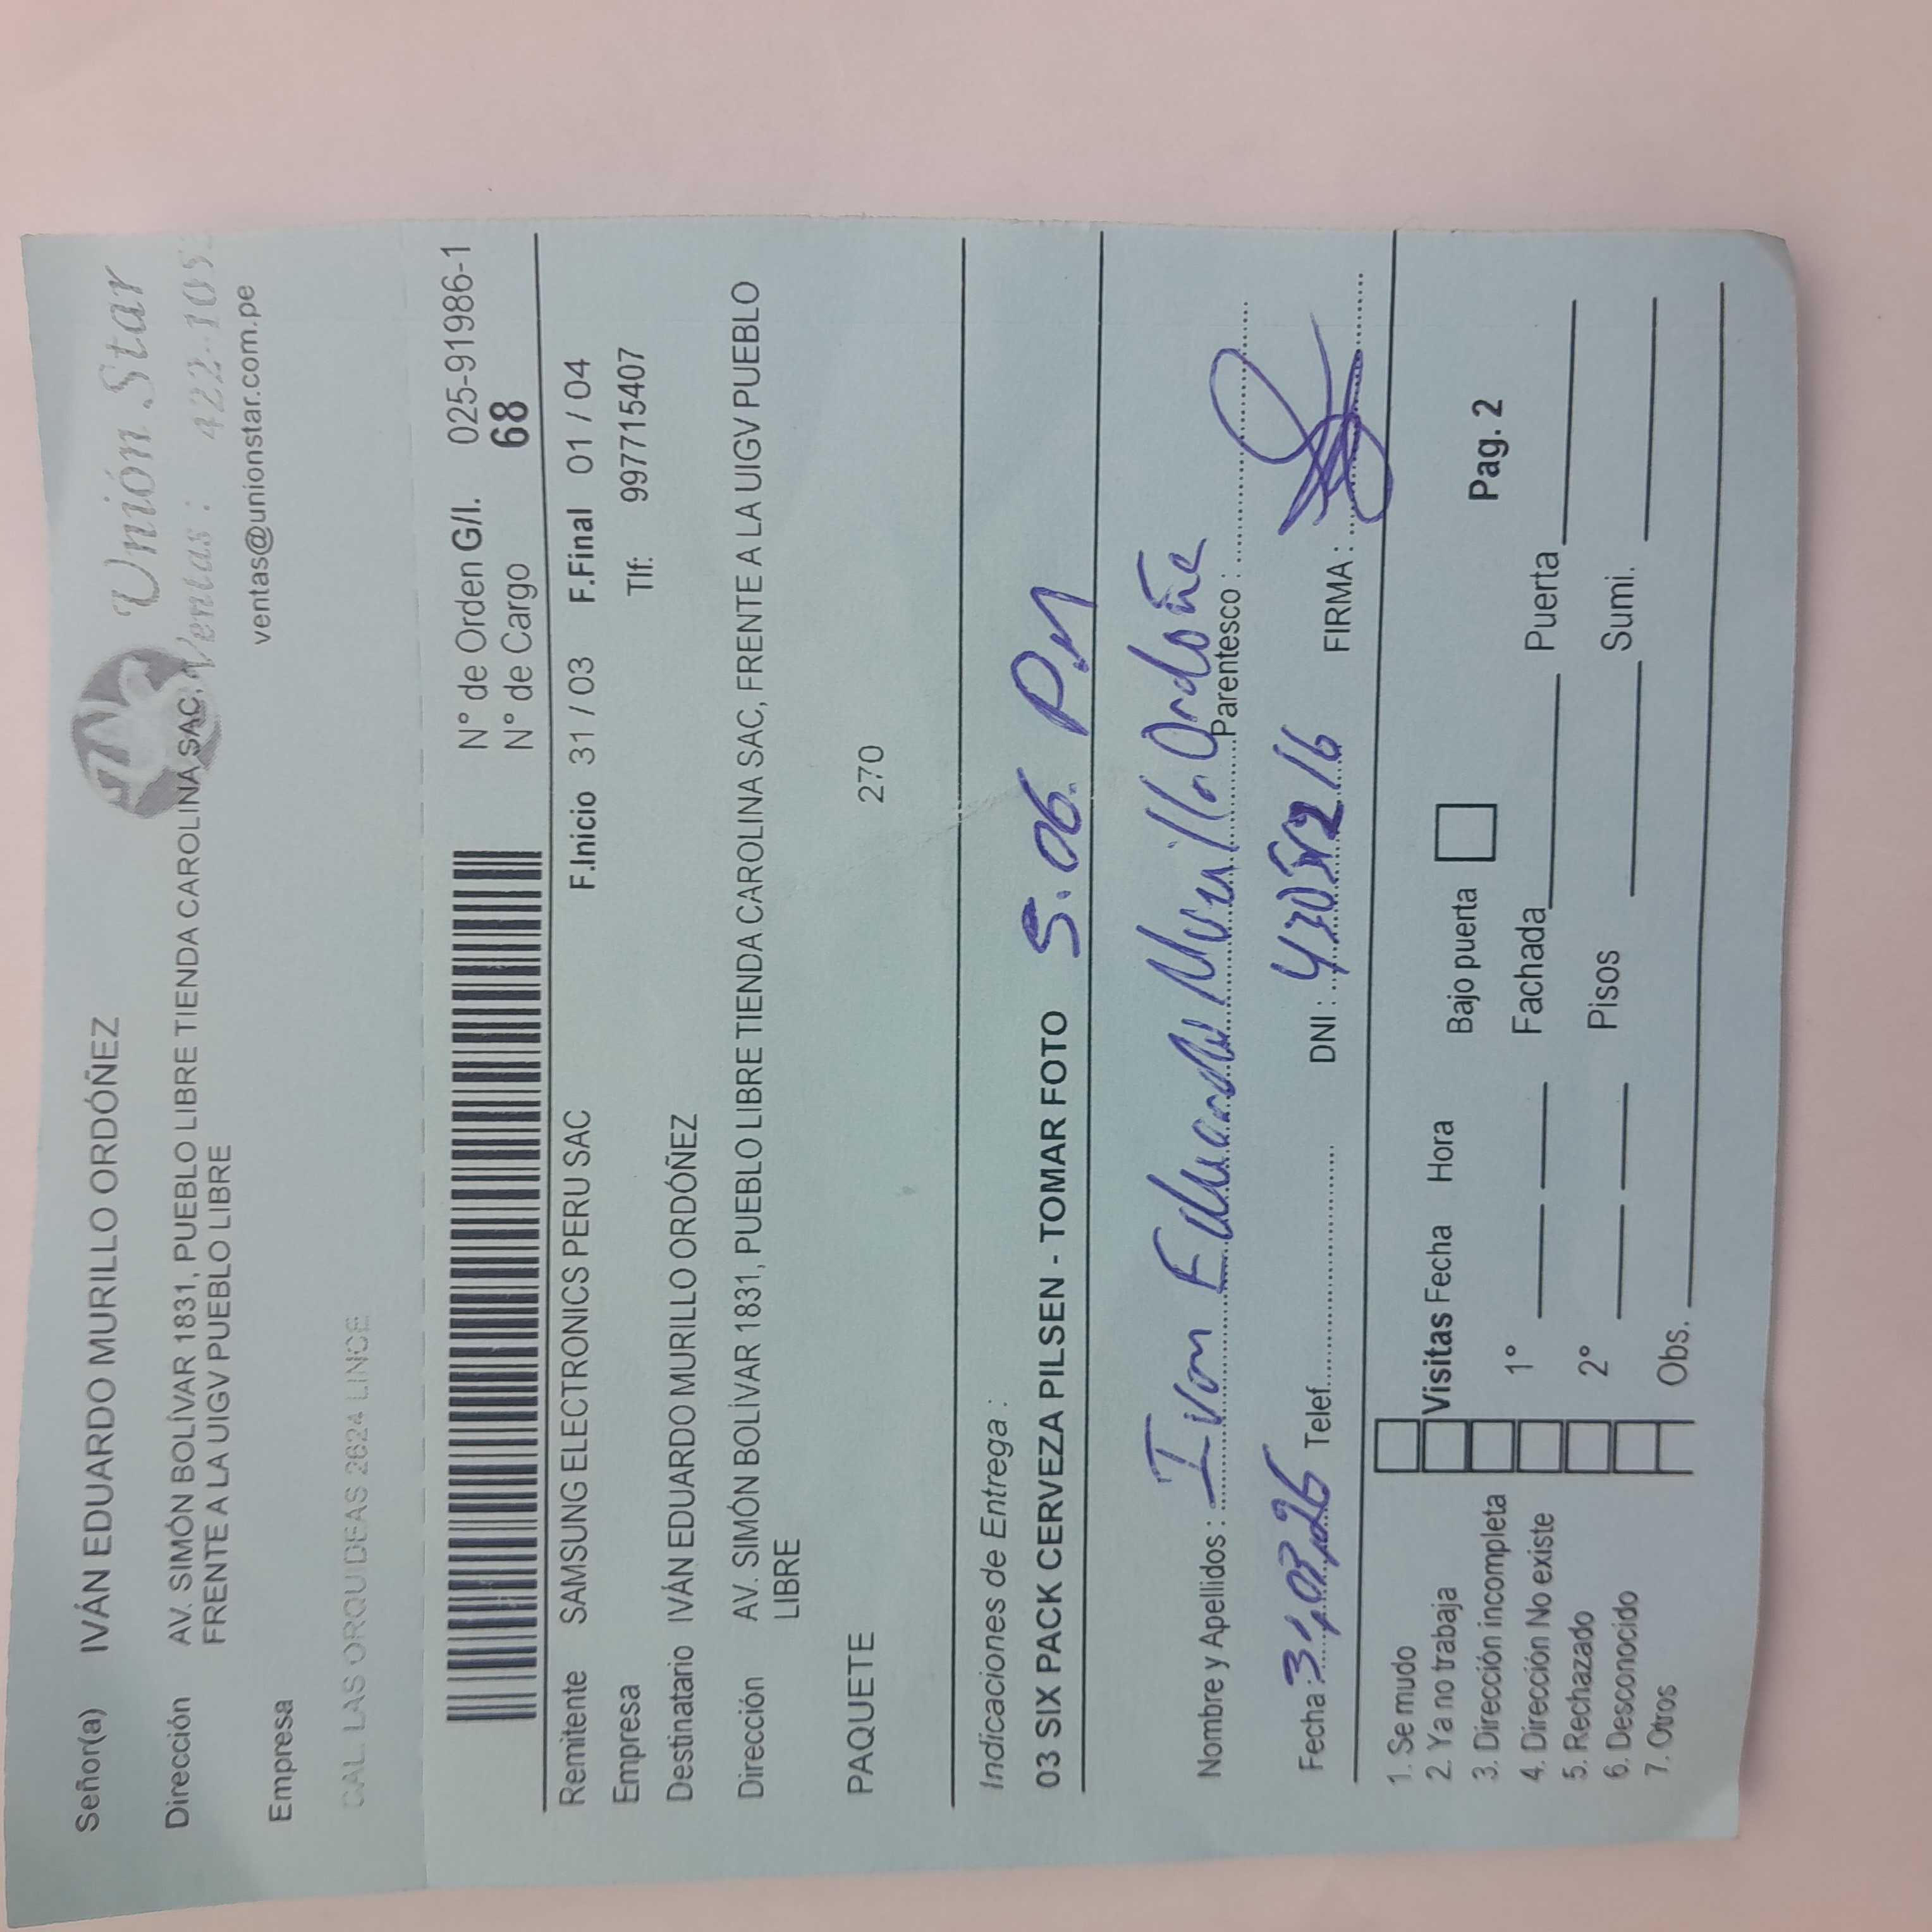 Señor(a) IVÁN EDUARDO MURILLO ORDÓÑEZ
Unión Star
Ventas : 422-105
Dirección AV. SIMÓN BOLÍVAR 1831, PUEBLO LIBRE TIENDA CAROLINA SAC,
FRENTE A LA UIGV PUEBLO LIBRE
ventas@unionstar.com.pe
Empresa
CAL. LAS ORQUIDEAS 2624 LINCE
N° de Orden G/I. 025-91986-1
N° de Cargo 68
Remitente SAMSUNG ELECTRONICS PERU SAC F.Inicio 31 / 03 F.Final 01 / 04
Empresa Tlf: 997715407
Destinatario IVÁN EDUARDO MURILLO ORDÓÑEZ
Dirección AV. SIMÓN BOLÍVAR 1831, PUEBLO LIBRE TIENDA CAROLINA SAC, FRENTE A LA UIGV PUEBLO
LIBRE
PAQUETE 270
Indicaciones de Entrega :
03 SIX PACK CERVEZA PILSEN - TOMAR FOTO 5.06. PM
Nombre y Apellidos : Ivan Eduardo Murillo Ordoñe Parentesco :
Fecha : 31,03,26 Telef. DNI : FIRMA :
1. Se mudo
2. Ya no trabaja Visitas Fecha Hora Bajo puerta
3. Dirección incompleta Pag. 2
4. Dirección No existe 1° Fachada Puerta
5. Rechazado
6. Desconocido 2° Pisos Sumi.
7. Otros Obs.